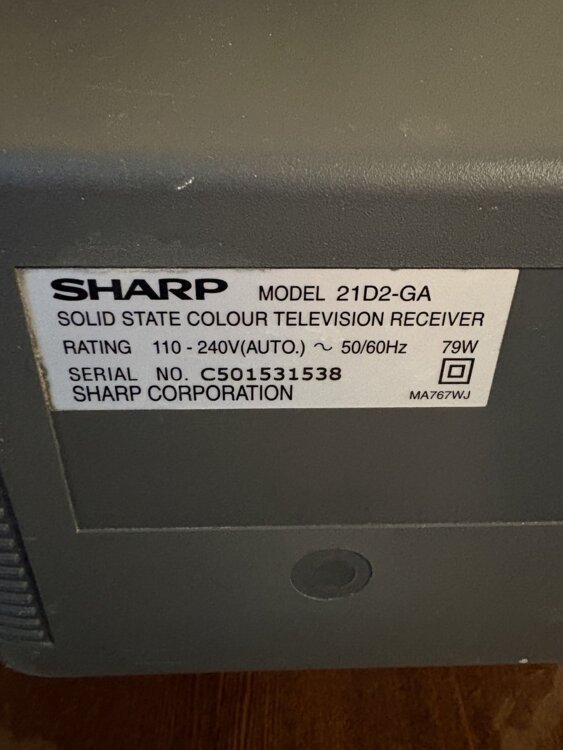 SHARP MODEL 21D2-GA
SOLID STATE COLOUR TELEVISION RECEIVER
RATING 110 - 240V(AUTO.) ~ 50/60Hz 79W
SERIAL NO. C501531538
SHARP CORPORATION MA767WJ